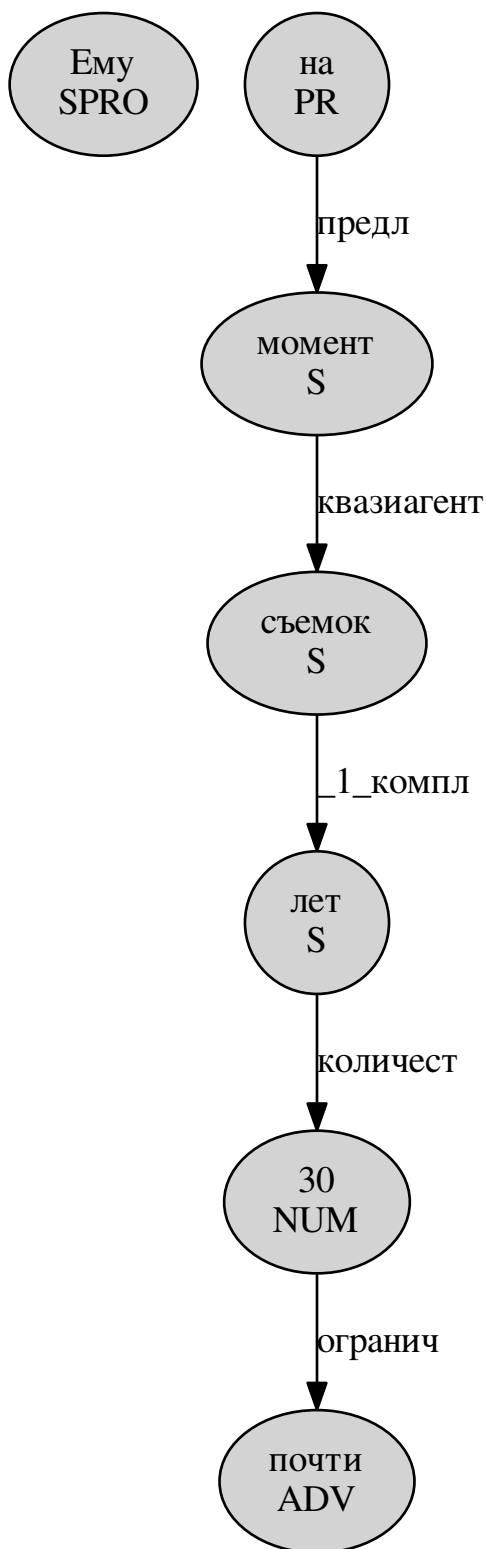 Ему
SPRO
на
PR
предл
момент
S
квазиагент
съемок
S
_1_компл
лет
S
количест
30
NUM
огранич
почти
ADV